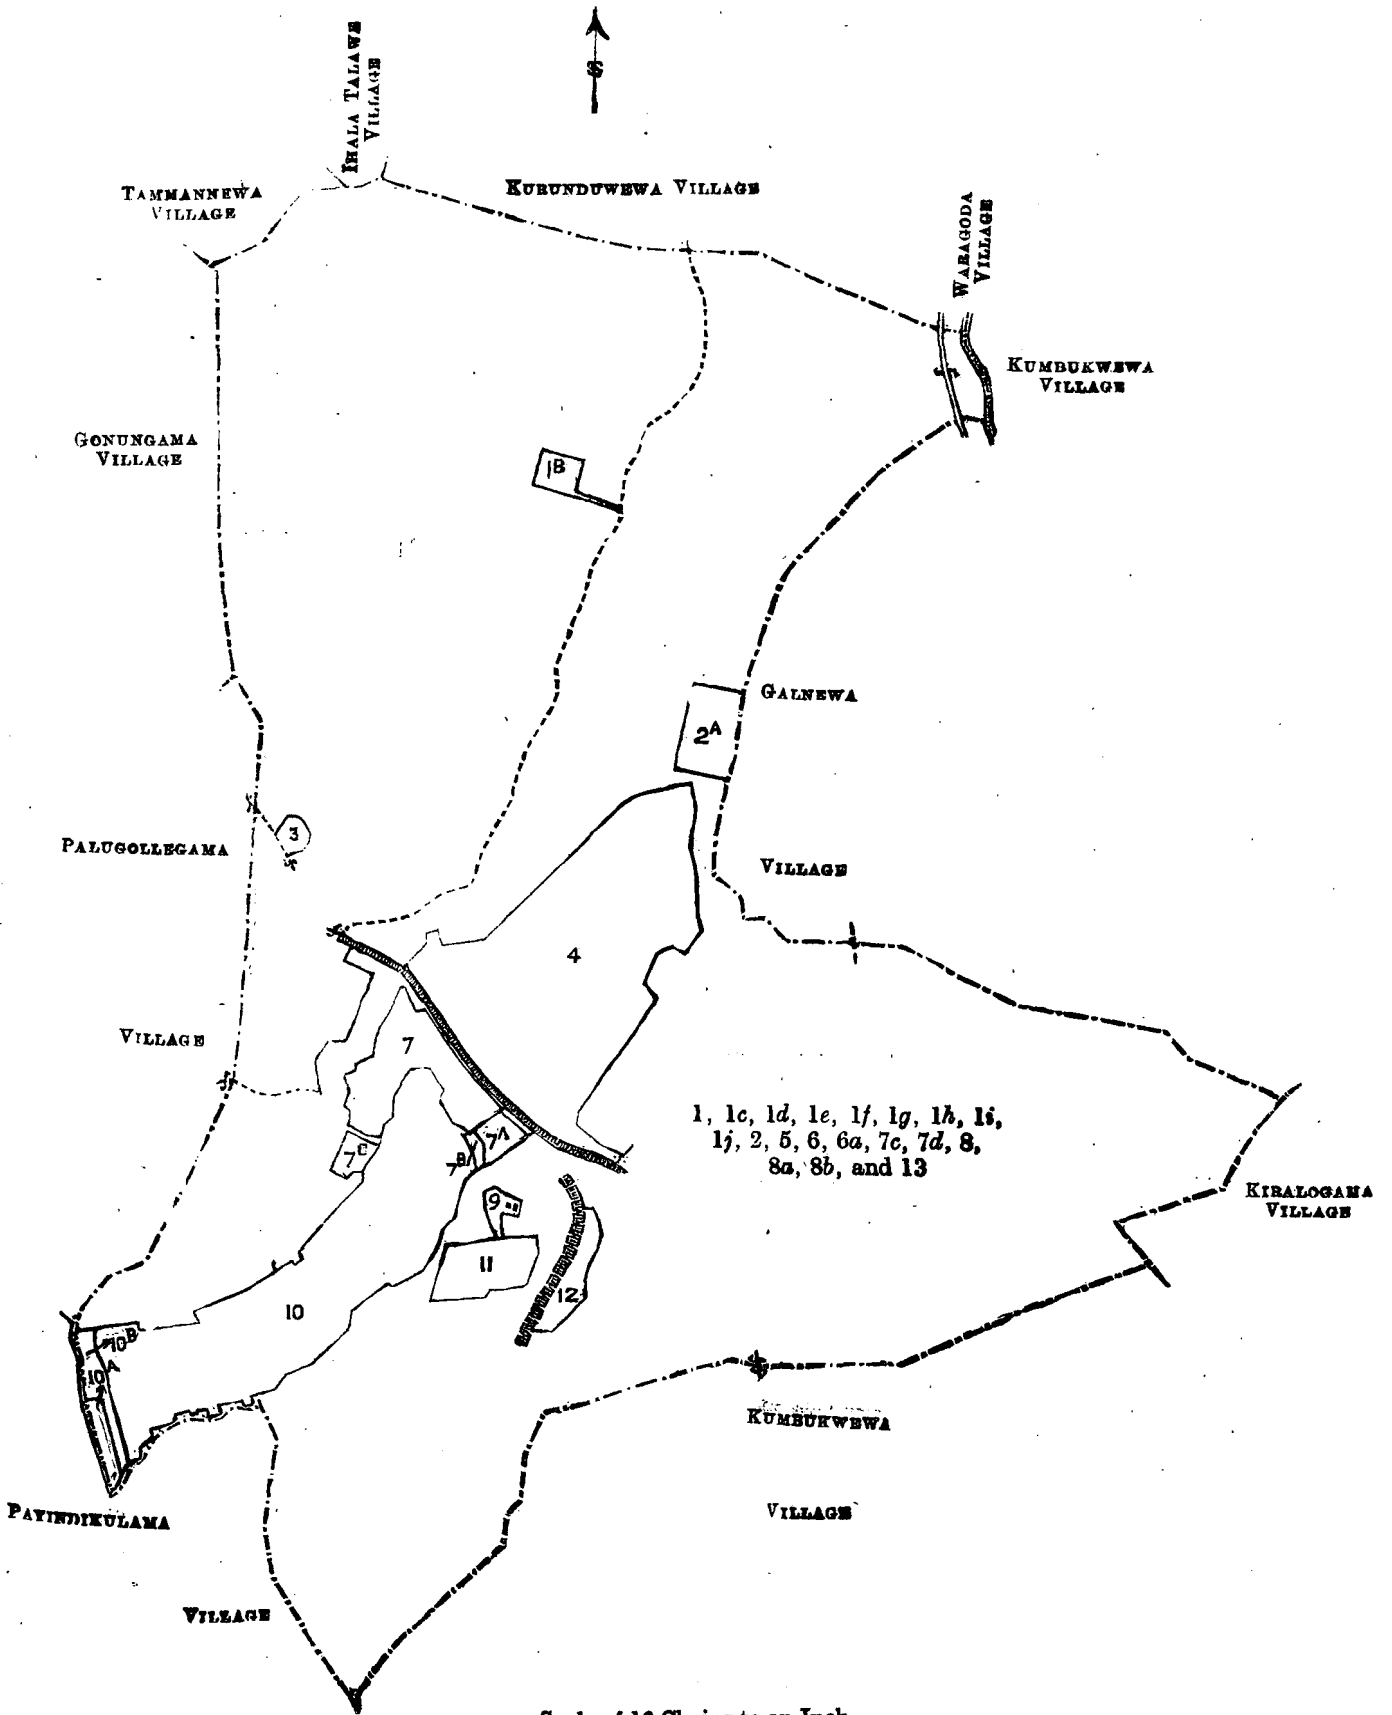 IHALA TALAWE
VILLAGE
TAMMANNEWA
VILLAGE
KURUNDUWEWA VILLAGE
WARAGODA
VILLAGE
KUMBUKWEWA
VILLAGE
GONUNGAMA
VILLAGE
1B
GALNEWA
2A
3
PALUGOLLEGAMA
VILLAGE
4
VILLAGE
7
1, 1c, 1d, 1e, 1f, 1g, 1h, 1i,
1j, 2, 5, 6, 6a, 7c, 7d, 8,
8a, 8b, and 13
7A
7B
9
KIRALOGAMA
VILLAGE
11
12
10
10B
10A
KUMBUKWEWA
VILLAGE
PAYINDIKULAMA
VILLAGE